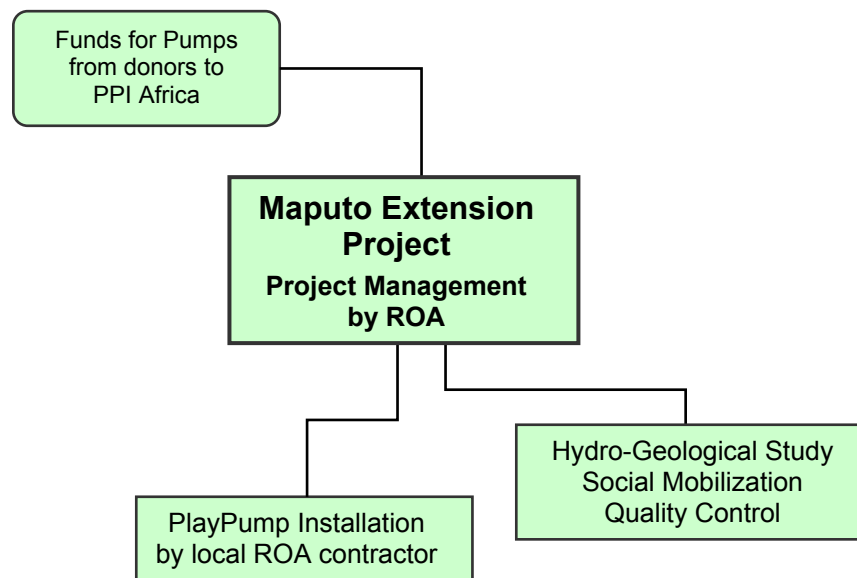 Funds for Pumps
from donors to
PPI Africa
Maputo Extension
Project
Project Management
by ROA
Hydro-Geological Study
Social Mobilization
Quality Control
PlayPump Installation
by local ROA contractor